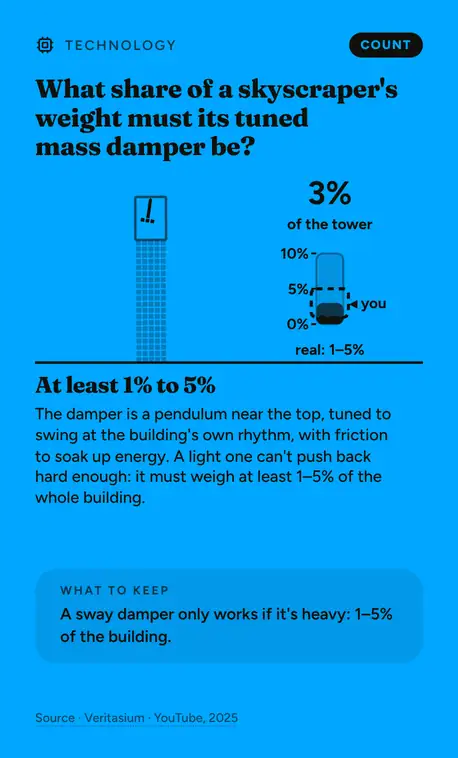 TECHNOLOGY
COUNT
What share of a skyscraper's
weight must its tuned
mass damper be?
3%
of the tower
10%
5%
you
0%
real: 1–5%
At least 1% to 5%
The damper is a pendulum near the top, tuned to
swing at the building's own rhythm, with friction
to soak up energy. A light one can't push back
hard enough: it must weigh at least 1–5% of the
whole building.
WHAT TO KEEP
A sway damper only works if it's heavy: 1–5%
of the building.
Source · Veritasium · YouTube, 2025